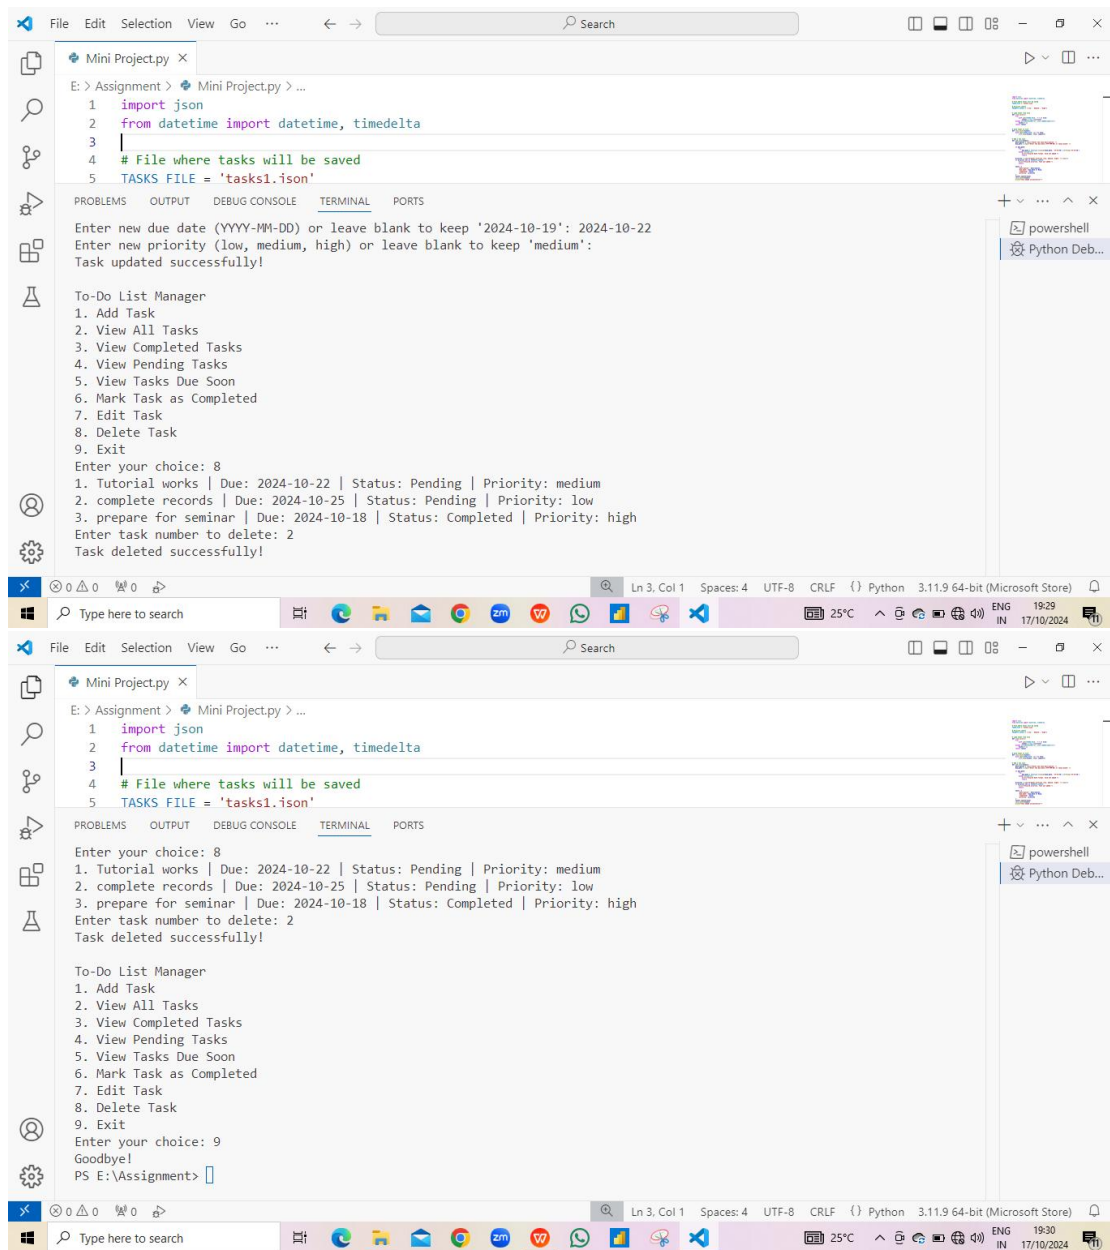 File Edit Selection View Go ··· Search
Mini Project.py
E: > Assignment > Mini Project.py > ...
1 import json
2 from datetime import datetime, timedelta
3
4 # File where tasks will be saved
5 TASKS_FILE = 'tasks1.json'
PROBLEMS OUTPUT DEBUG CONSOLE TERMINAL PORTS
Enter new due date (YYYY-MM-DD) or leave blank to keep '2024-10-19': 2024-10-22
powershell
Enter new priority (low, medium, high) or leave blank to keep 'medium':
Python Deb...
Task updated successfully!
To-Do List Manager
1. Add Task
2. View All Tasks
3. View Completed Tasks
4. View Pending Tasks
5. View Tasks Due Soon
6. Mark Task as Completed
7. Edit Task
8. Delete Task
9. Exit
Enter your choice: 8
1. Tutorial works | Due: 2024-10-22 | Status: Pending | Priority: medium
2. complete records | Due: 2024-10-25 | Status: Pending | Priority: low
3. prepare for seminar | Due: 2024-10-18 | Status: Completed | Priority: high
Enter task number to delete: 2
Task deleted successfully!
0 0 0 Ln 3, Col 1 Spaces: 4 UTF-8 CRLF {} Python 3.11.9 64-bit (Microsoft Store)
Type here to search zm W 25°C ENG IN 19:29 17/10/2024
File Edit Selection View Go ··· Search
Mini Project.py
E: > Assignment > Mini Project.py > ...
1 import json
2 from datetime import datetime, timedelta
3
4 # File where tasks will be saved
5 TASKS_FILE = 'tasks1.json'
PROBLEMS OUTPUT DEBUG CONSOLE TERMINAL PORTS
Enter your choice: 8
powershell
1. Tutorial works | Due: 2024-10-22 | Status: Pending | Priority: medium
Python Deb...
2. complete records | Due: 2024-10-25 | Status: Pending | Priority: low
3. prepare for seminar | Due: 2024-10-18 | Status: Completed | Priority: high
Enter task number to delete: 2
Task deleted successfully!
To-Do List Manager
1. Add Task
2. View All Tasks
3. View Completed Tasks
4. View Pending Tasks
5. View Tasks Due Soon
6. Mark Task as Completed
7. Edit Task
8. Delete Task
9. Exit
Enter your choice: 9
Goodbye!
PS E:\Assignment>
0 0 0 Ln 3, Col 1 Spaces: 4 UTF-8 CRLF {} Python 3.11.9 64-bit (Microsoft Store)
Type here to search zm W 25°C ENG IN 19:30 17/10/2024